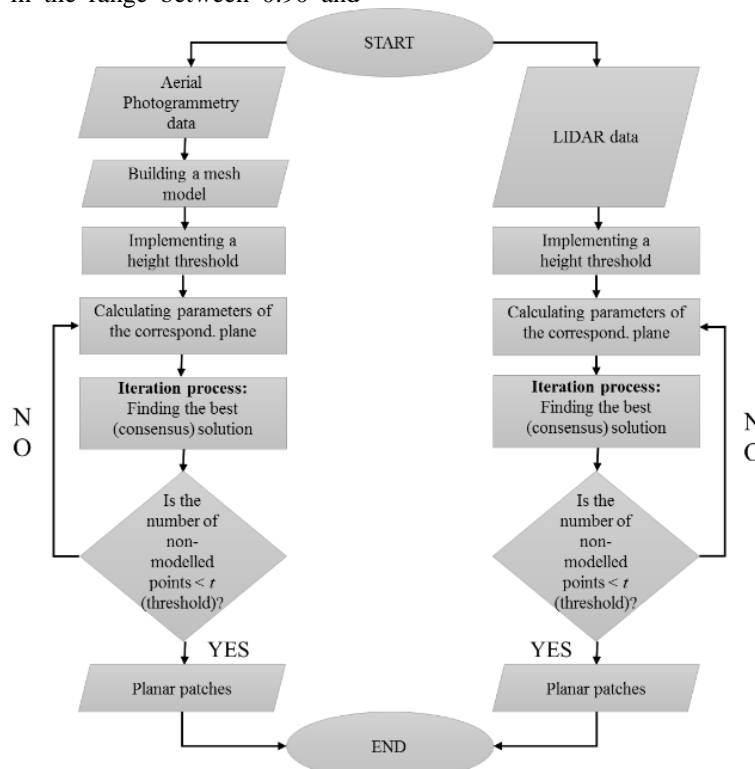 in the range between 0.90 and
START
Aerial
Photogrammetry
data
Building a mesh
model
Implementing a
height threshold
Calculating parameters of
the correspond. plane
Iteration process:
Finding the best
(consensus) solution
Is the
number of
non-
modelled
points < t
(threshold)?
N
O
YES
Planar patches
LIDAR data
Implementing a
height threshold
Calculating parameters of
the correspond. plane
Iteration process:
Finding the best
(consensus) solution
Is the
number of
non-
modelled
points < t
(threshold)?
N
O
YES
Planar patches
END